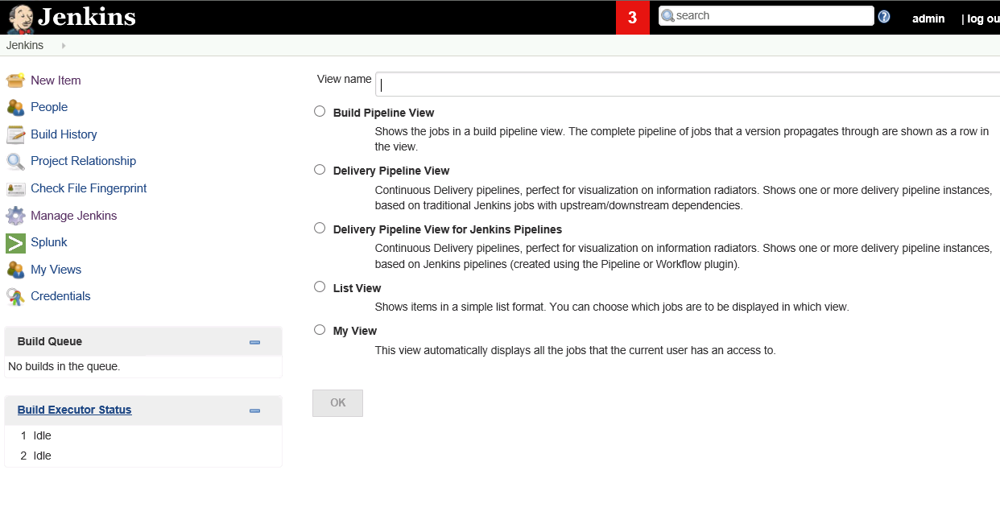 Jenkins
3
search
?
admin
| log ou
Jenkins
New Item
People
Build History
Project Relationship
Check File Fingerprint
Manage Jenkins
Splunk
My Views
Credentials
Build Queue
No builds in the queue.
Build Executor Status
1 Idle
2 Idle
View name
Build Pipeline View
Shows the jobs in a build pipeline view. The complete pipeline of jobs that a version propagates through are shown as a row in
the view.
Delivery Pipeline View
Continuous Delivery pipelines, perfect for visualization on information radiators. Shows one or more delivery pipeline instances,
based on traditional Jenkins jobs with upstream/downstream dependencies.
Delivery Pipeline View for Jenkins Pipelines
Continuous Delivery pipelines, perfect for visualization on information radiators. Shows one or more delivery pipeline instances,
based on Jenkins pipelines (created using the Pipeline or Workflow plugin).
List View
Shows items in a simple list format. You can choose which jobs are to be displayed in which view.
My View
This view automatically displays all the jobs that the current user has an access to.
OK